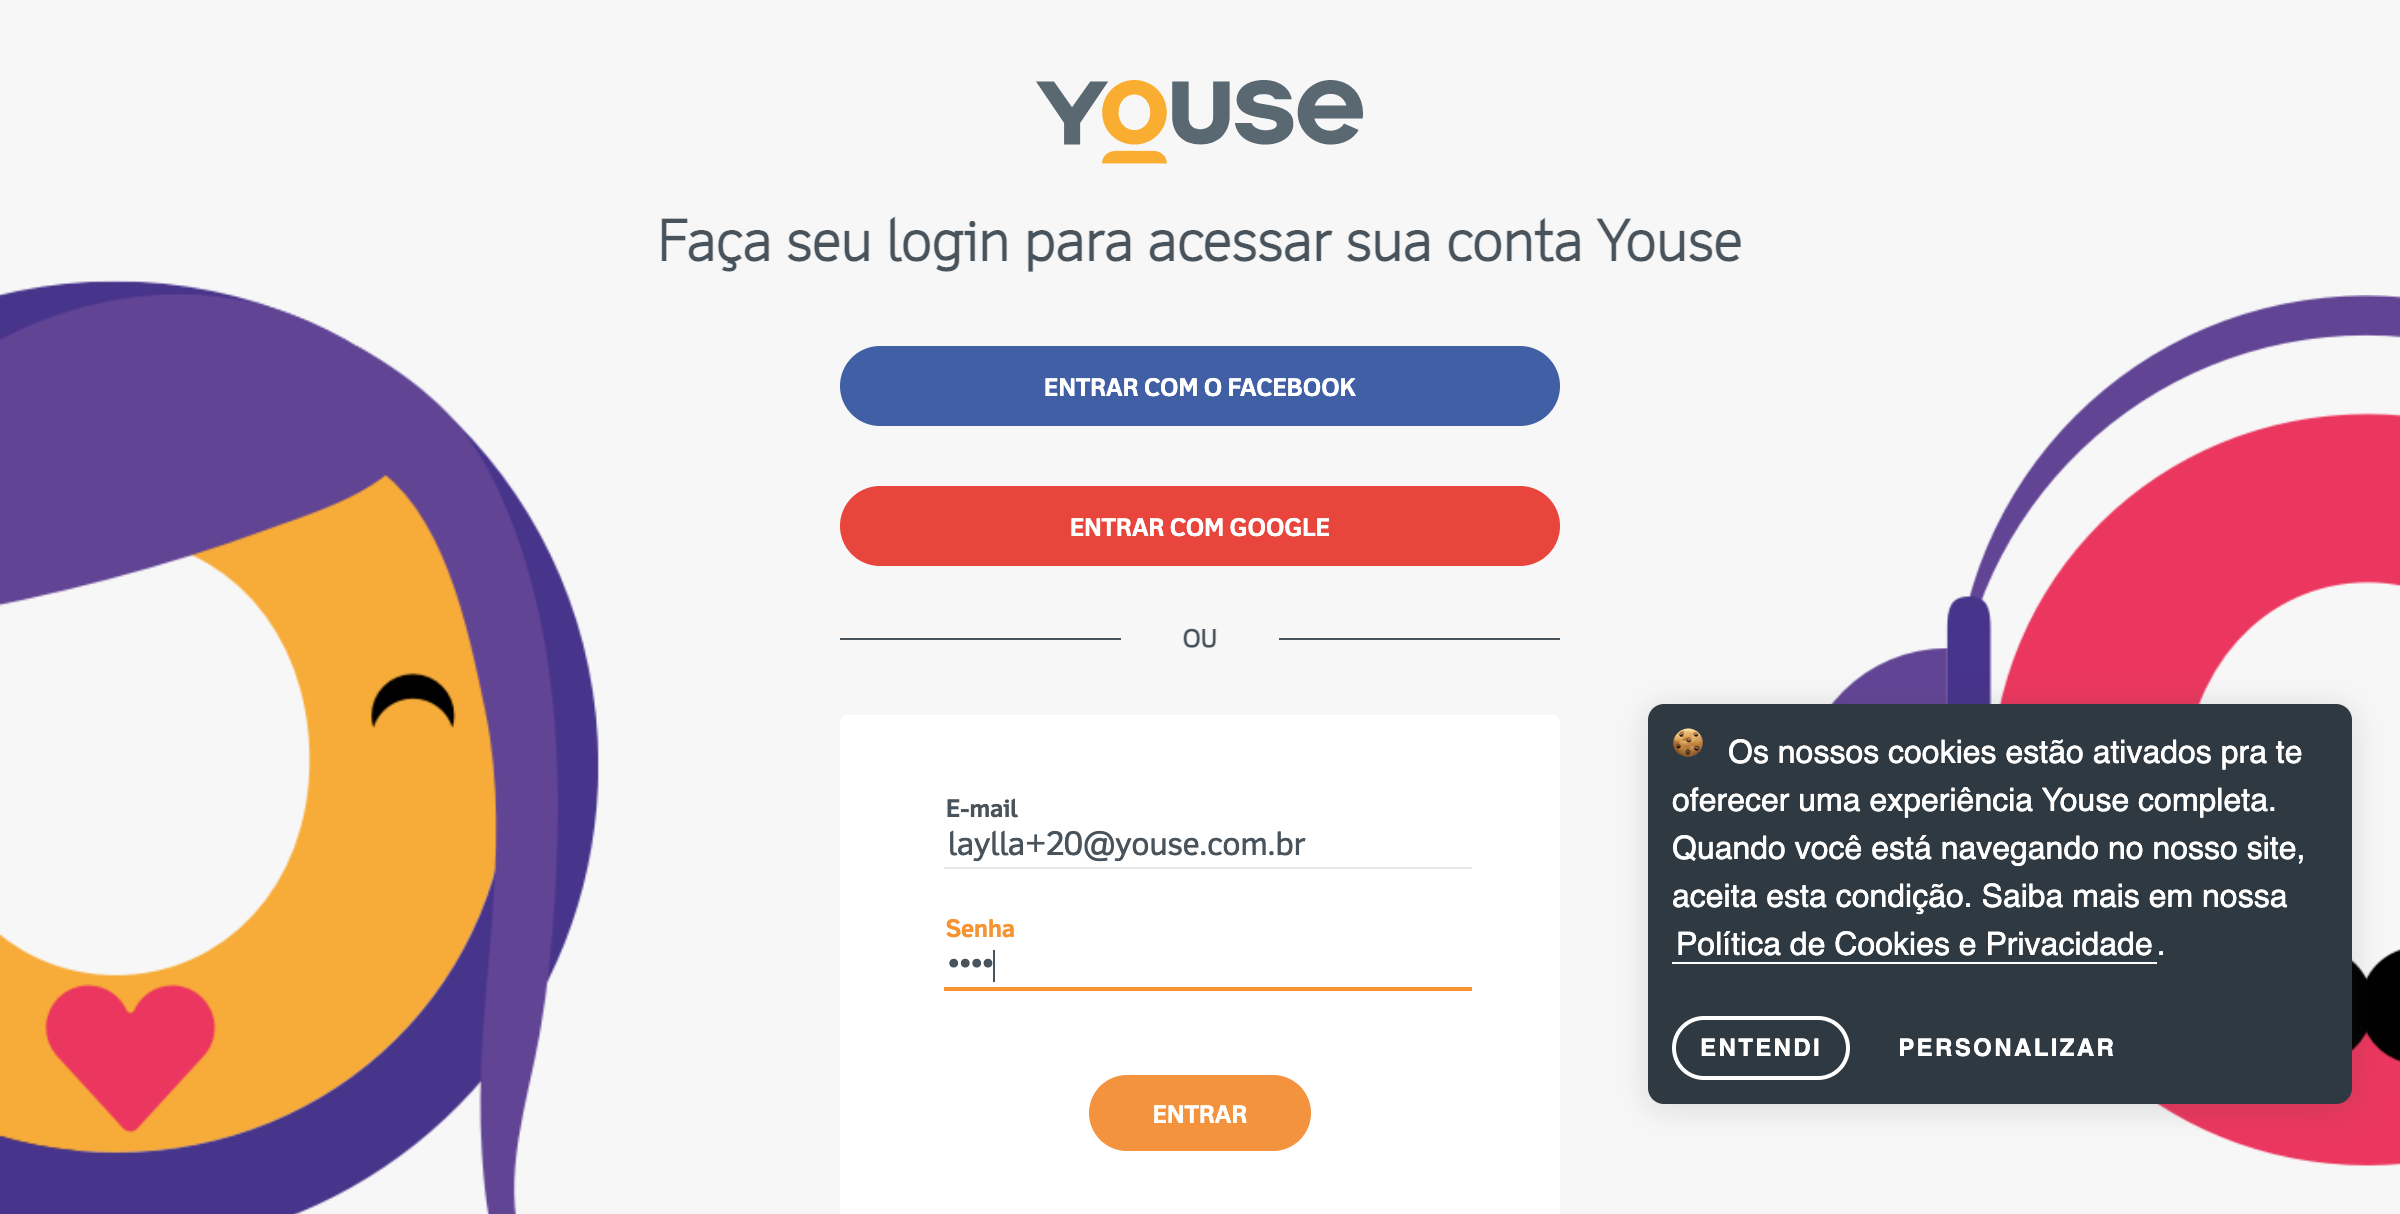 Youse
Faça seu login para acessar sua conta Youse
ENTRAR COM O FACEBOOK
ENTRAR COM GOOGLE
OU
E-mail
laylla+20@youse.com.br
Senha
••••
ENTRAR
Os nossos cookies estão ativados pra te
oferecer uma experiência Youse completa.
Quando você está navegando no nosso site,
aceita esta condição. Saiba mais em nossa
Política de Cookies e Privacidade.
ENTENDI
PERSONALIZAR